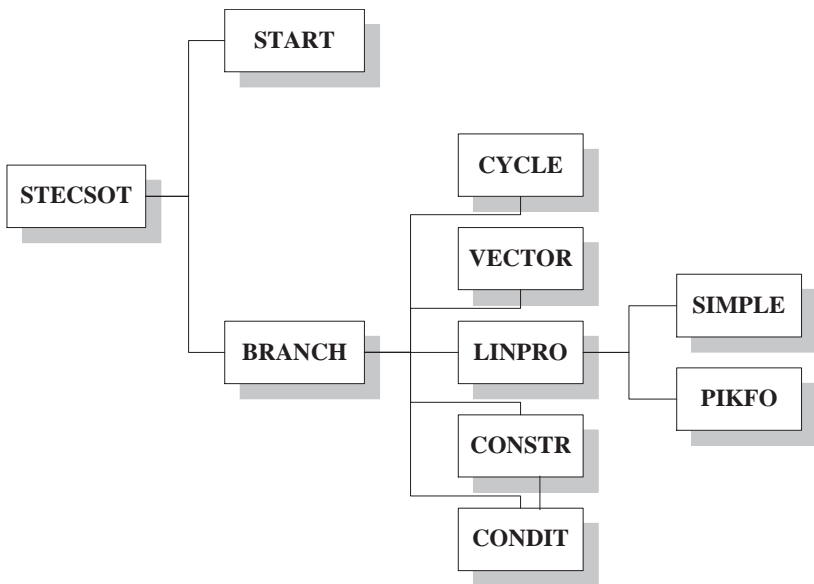 START
STECSOT
CYCLE
VECTOR
BRANCH
LINPRO
SIMPLE
PIKFO
CONSTR
CONDIT